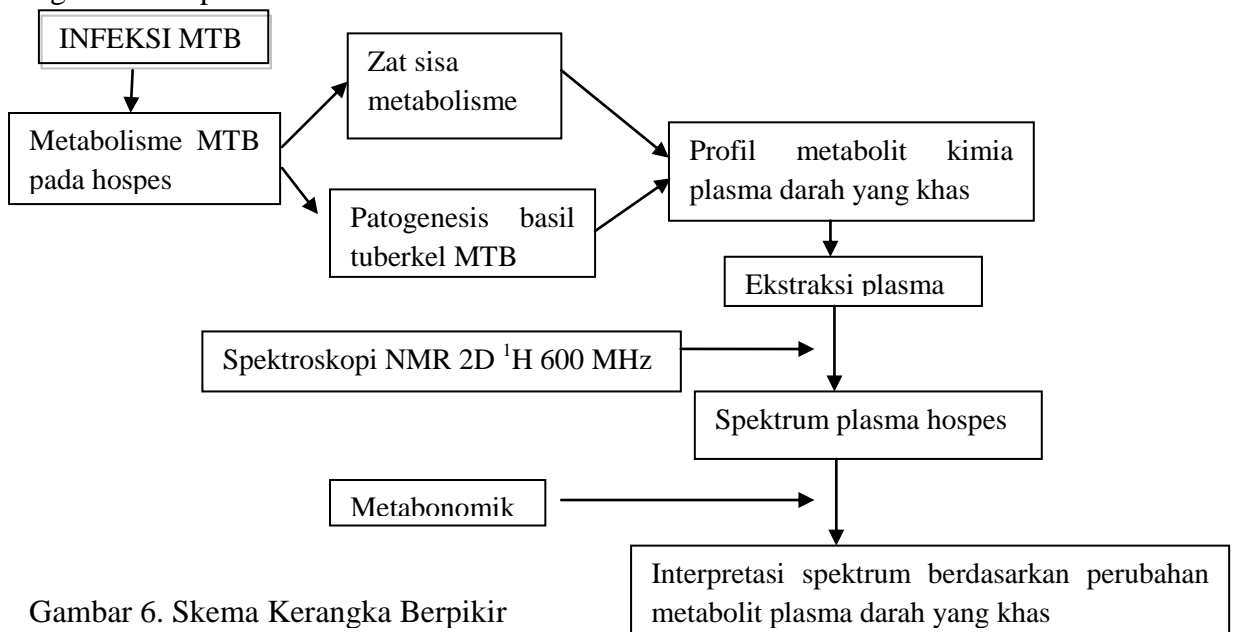 INFEKSI MTB
Zat sisa
metabolisme
Metabolisme MTB
pada hospes
Profil metabolit kimia
plasma darah yang khas
Patogenesis basil
tuberkel MTB
Ekstraksi plasma
Spektroskopi NMR 2D ¹H 600 MHz
Spektrum plasma hospes
Metabonomik
Interpretasi spektrum berdasarkan perubahan
metabolit plasma darah yang khas
Gambar 6. Skema Kerangka Berpikir